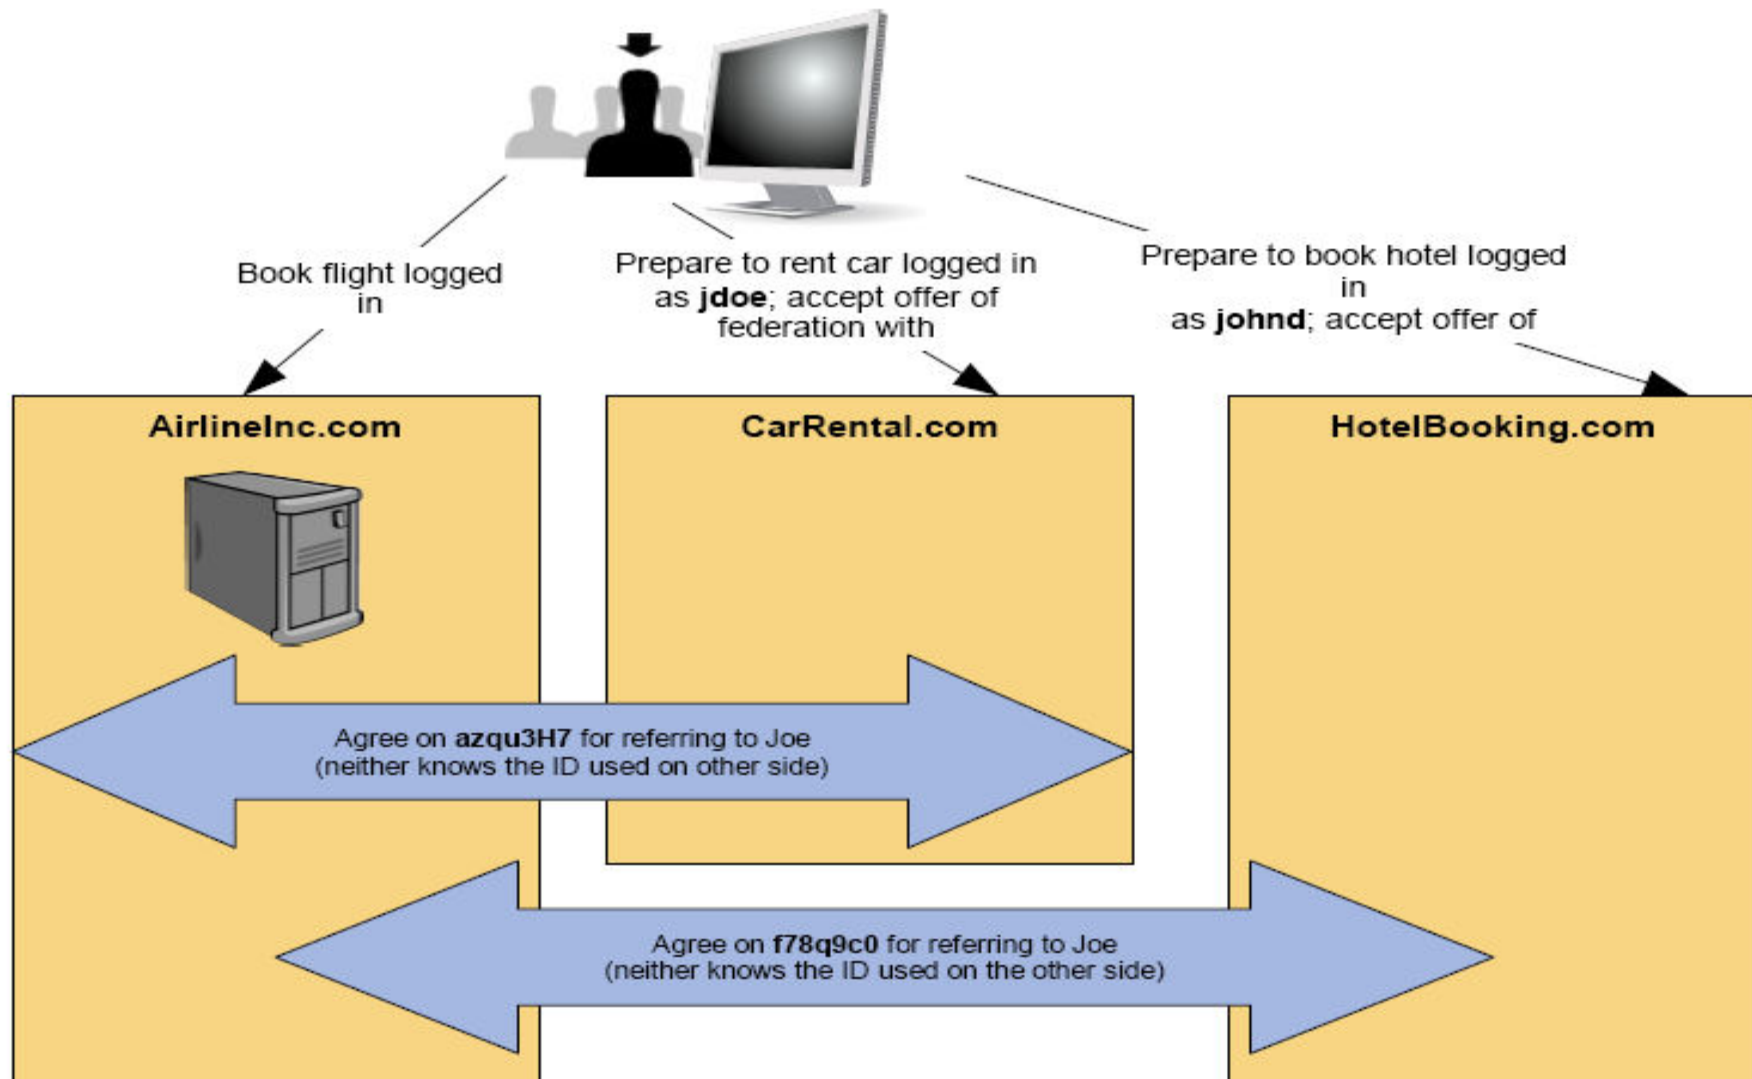 Book flight logged
in
Prepare to rent car logged in
as jdoe; accept offer of
federation with
Prepare to book hotel logged
in
as johnd; accept offer of
AirlineInc.com
CarRental.com
HotelBooking.com
Agree on azqu3H7 for referring to Joe
(neither knows the ID used on other side)
Agree on f78q9c0 for referring to Joe
(neither knows the ID used on the other side)